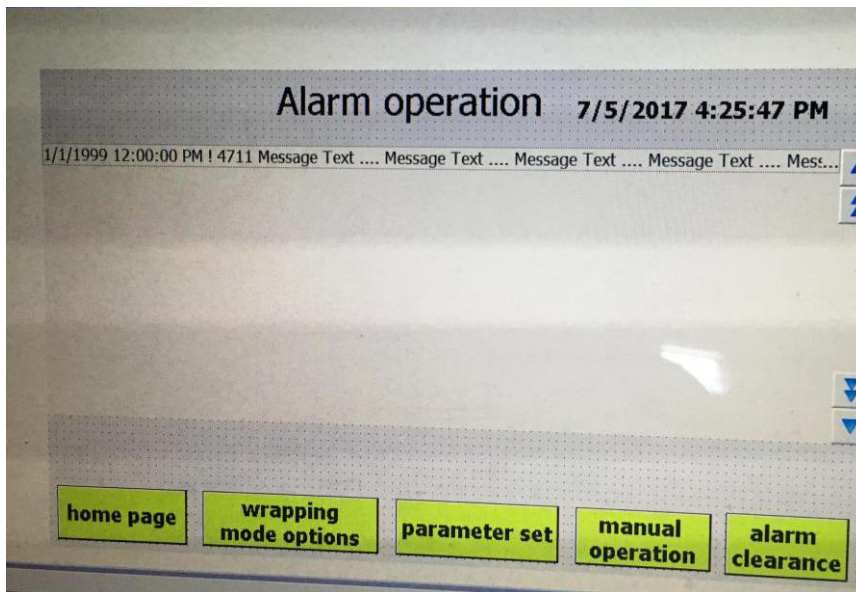 Alarm operation 7/5/2017 4:25:47 PM
1/1/1999 12:00:00 PM ! 4711 Message Text .... Message Text .... Message Text .... Message Text .... Mess...
home page
wrapping
mode options
parameter set
manual
operation
alarm
clearance